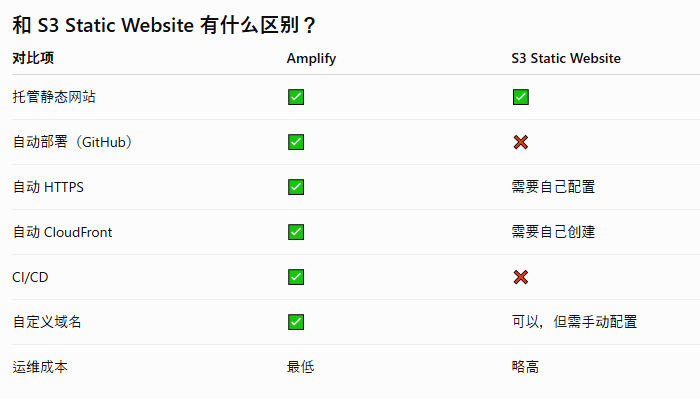 和 S3 Static Website 有什么区别？
对比项 Amplify S3 Static Website
托管静态网站 ✅ ✅
自动部署（GitHub） ✅ ❌
自动 HTTPS ✅ 需要自己配置
自动 CloudFront ✅ 需要自己创建
CI/CD ✅ ❌
自定义域名 ✅ 可以，但需手动配置
运维成本 最低 略高